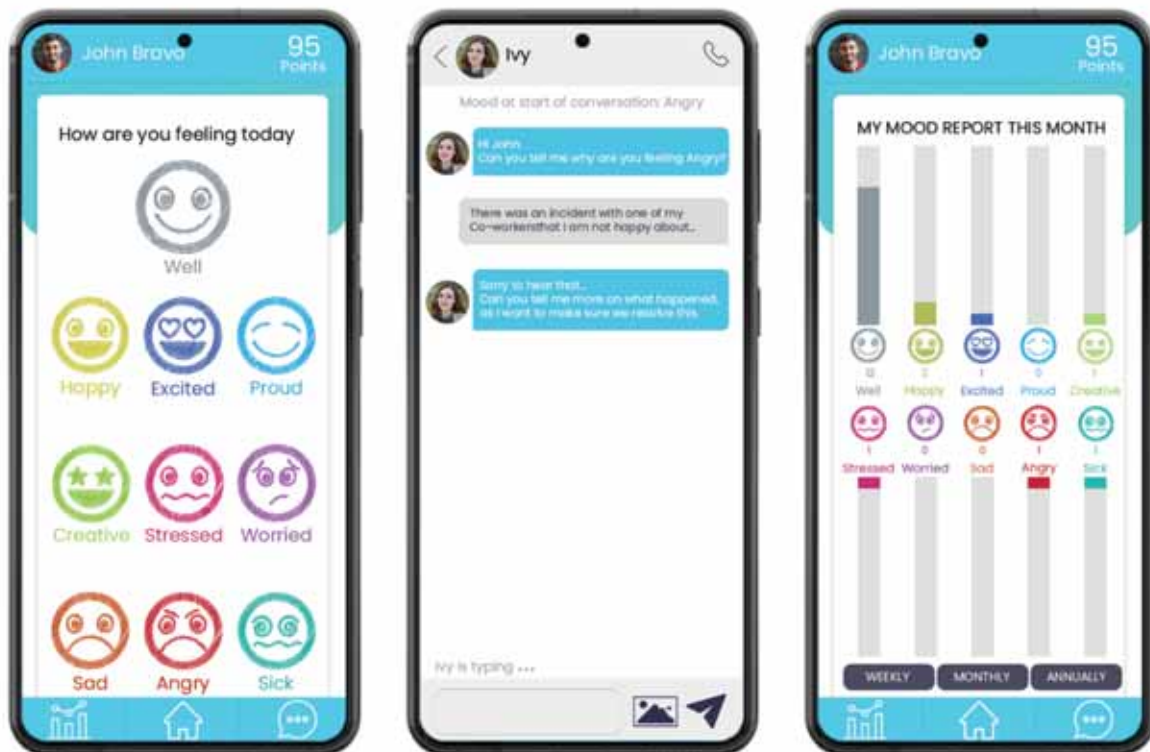 John Bravo
95
Points
How are you feeling today
Well
Happy Excited Proud
Creative Stressed Worried
Sad Angry Sick
Ivy
Mood at start of conversation: Angry
Hi John
Can you tell me why are you feeling Angry?
There was an incident with one of my
Co-workersthat I am not happy about...
Sorry to hear that...
Can you tell me more on what happened,
as I want to make sure we resolve this.
Ivy is typing ...
John Bravo
95
Points
MY MOOD REPORT THIS MONTH
2 1 0 1
Well Happy Excited Proud Creative
1 0 0 1 1
Stressed Worried Sad Angry Sick
WEEKLY MONTHLY ANNUALLY